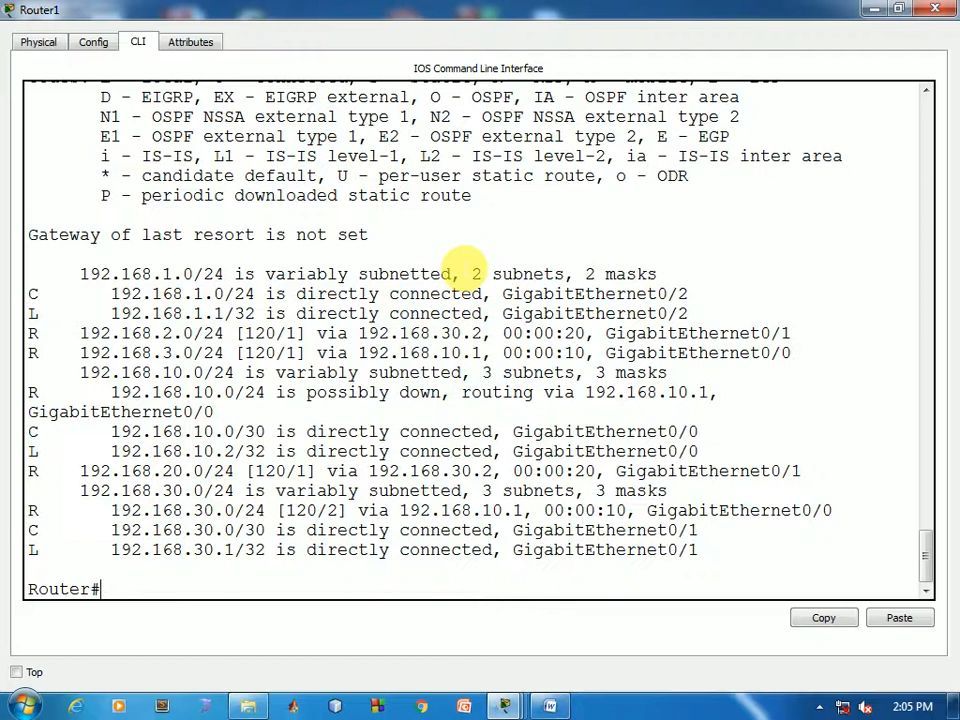 Router1
Physical Config CLI Attributes
IOS Command Line Interface
D - EIGRP, EX - EIGRP external, O - OSPF, IA - OSPF inter area
N1 - OSPF NSSA external type 1, N2 - OSPF NSSA external type 2
E1 - OSPF external type 1, E2 - OSPF external type 2, E - EGP
i - IS-IS, L1 - IS-IS level-1, L2 - IS-IS level-2, ia - IS-IS inter area
* - candidate default, U - per-user static route, o - ODR
P - periodic downloaded static route
Gateway of last resort is not set
192.168.1.0/24 is variably subnetted, 2 subnets, 2 masks
C 192.168.1.0/24 is directly connected, GigabitEthernet0/2
L 192.168.1.1/32 is directly connected, GigabitEthernet0/2
R 192.168.2.0/24 [120/1] via 192.168.30.2, 00:00:20, GigabitEthernet0/1
R 192.168.3.0/24 [120/1] via 192.168.10.1, 00:00:10, GigabitEthernet0/0
192.168.10.0/24 is variably subnetted, 3 subnets, 3 masks
R 192.168.10.0/24 is possibly down, routing via 192.168.10.1,
GigabitEthernet0/0
C 192.168.10.0/30 is directly connected, GigabitEthernet0/0
L 192.168.10.2/32 is directly connected, GigabitEthernet0/0
R 192.168.20.0/24 [120/1] via 192.168.30.2, 00:00:20, GigabitEthernet0/1
192.168.30.0/24 is variably subnetted, 3 subnets, 3 masks
R 192.168.30.0/24 [120/2] via 192.168.10.1, 00:00:10, GigabitEthernet0/0
C 192.168.30.0/30 is directly connected, GigabitEthernet0/1
L 192.168.30.1/32 is directly connected, GigabitEthernet0/1
Router#
Copy Paste
Top
2:05 PM